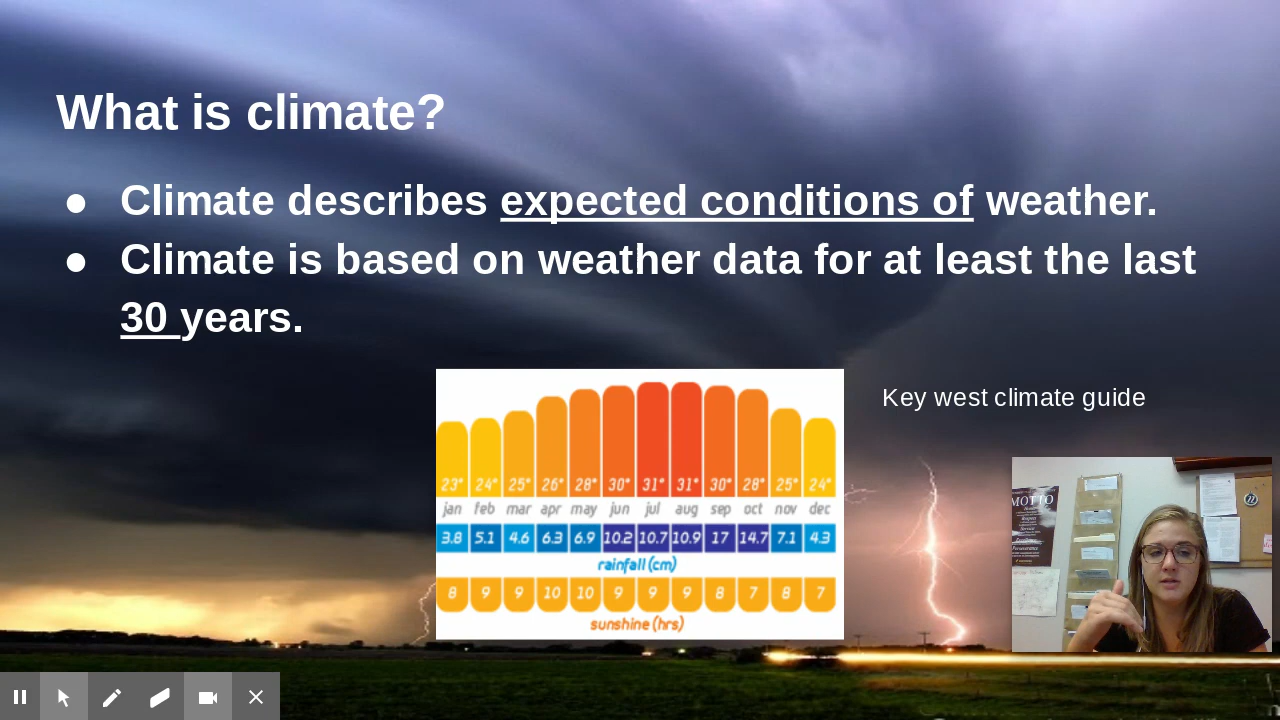 What is climate?
● Climate describes expected conditions of weather.
● Climate is based on weather data for at least the last
30 years.
Key west climate guide
23° 24° 25° 26° 28° 30° 31° 31° 30° 28° 25° 24°
jan feb mar apr may jun jul aug sep oct nov dec
3.8 5.1 4.6 6.3 6.9 10.2 10.7 10.9 17 14.7 7.1 4.3
rainfall (cm)
8 9 9 10 10 9 9 9 8 7 8 7
sunshine (hrs)
MOTTO